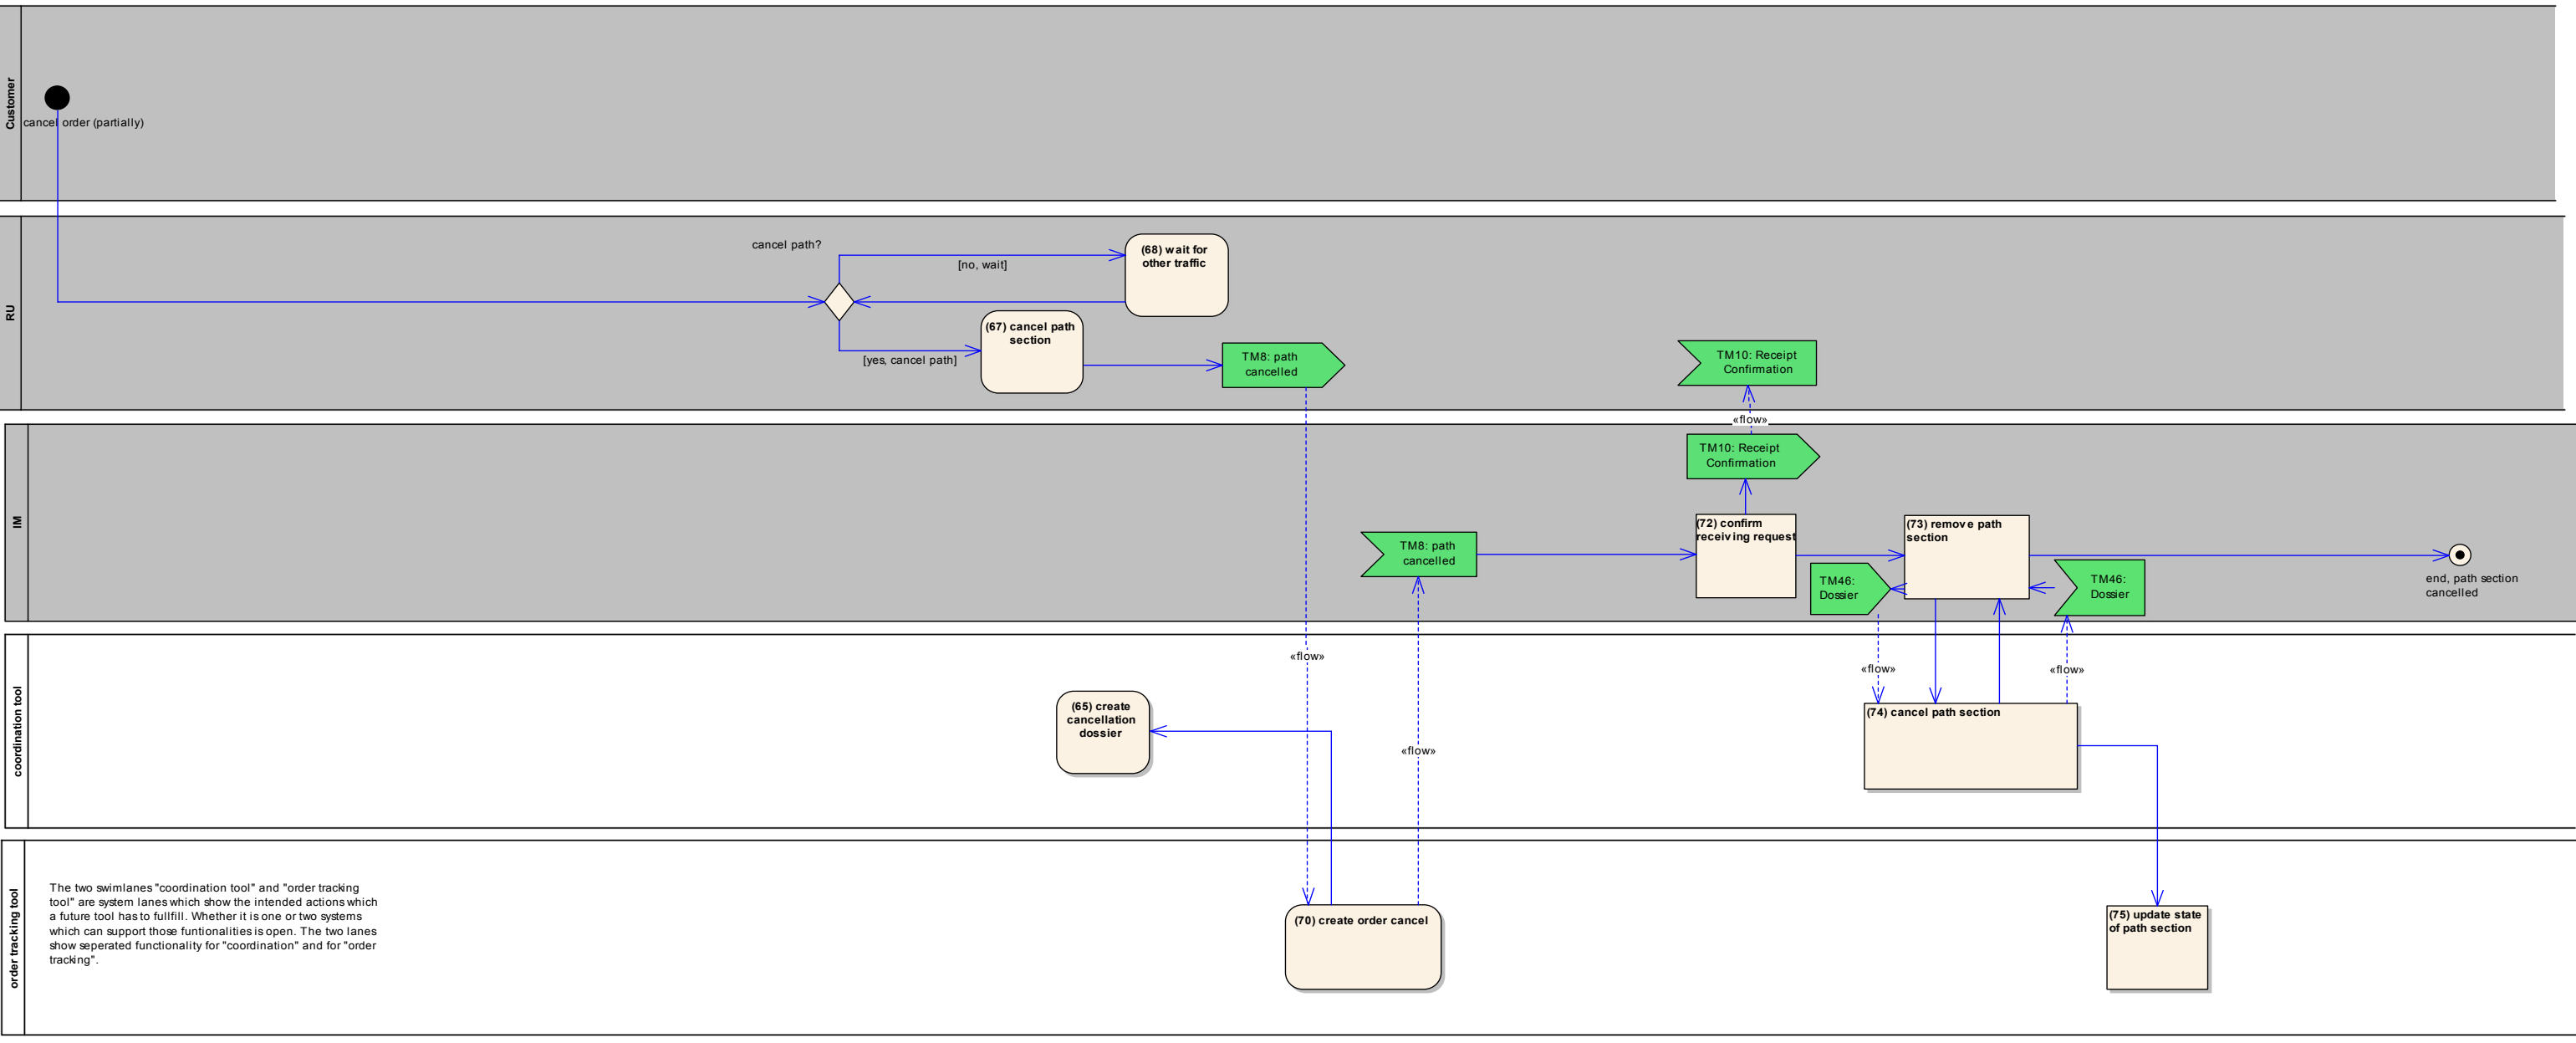 Customer
cancel order (partially)
RU
cancel path?
[no, wait]
(68) wait for
other traffic
[yes, cancel path]
(67) cancel path
section
TM8: path
cancelled
TM10: Receipt
Confirmation
«flow»
IM
TM10: Receipt
Confirmation
TM8: path
cancelled
(72) confirm
receiving request
(73) remove path
section
TM46:
Dossier
TM46:
Dossier
end, path section
cancelled
coordination tool
«flow»
«flow»
«flow»
«flow»
(65) create
cancellation
dossier
(74) cancel path section
order tracking tool
The two swimlanes "coordination tool" and "order tracking
tool" are system lanes which show the intended actions which
a future tool has to fullfill. Whether it is one or two systems
which can support those funtionalities is open. The two lanes
show seperated functionality for "coordination" and for "order
tracking".
(70) create order cancel
(75) update state
of path section